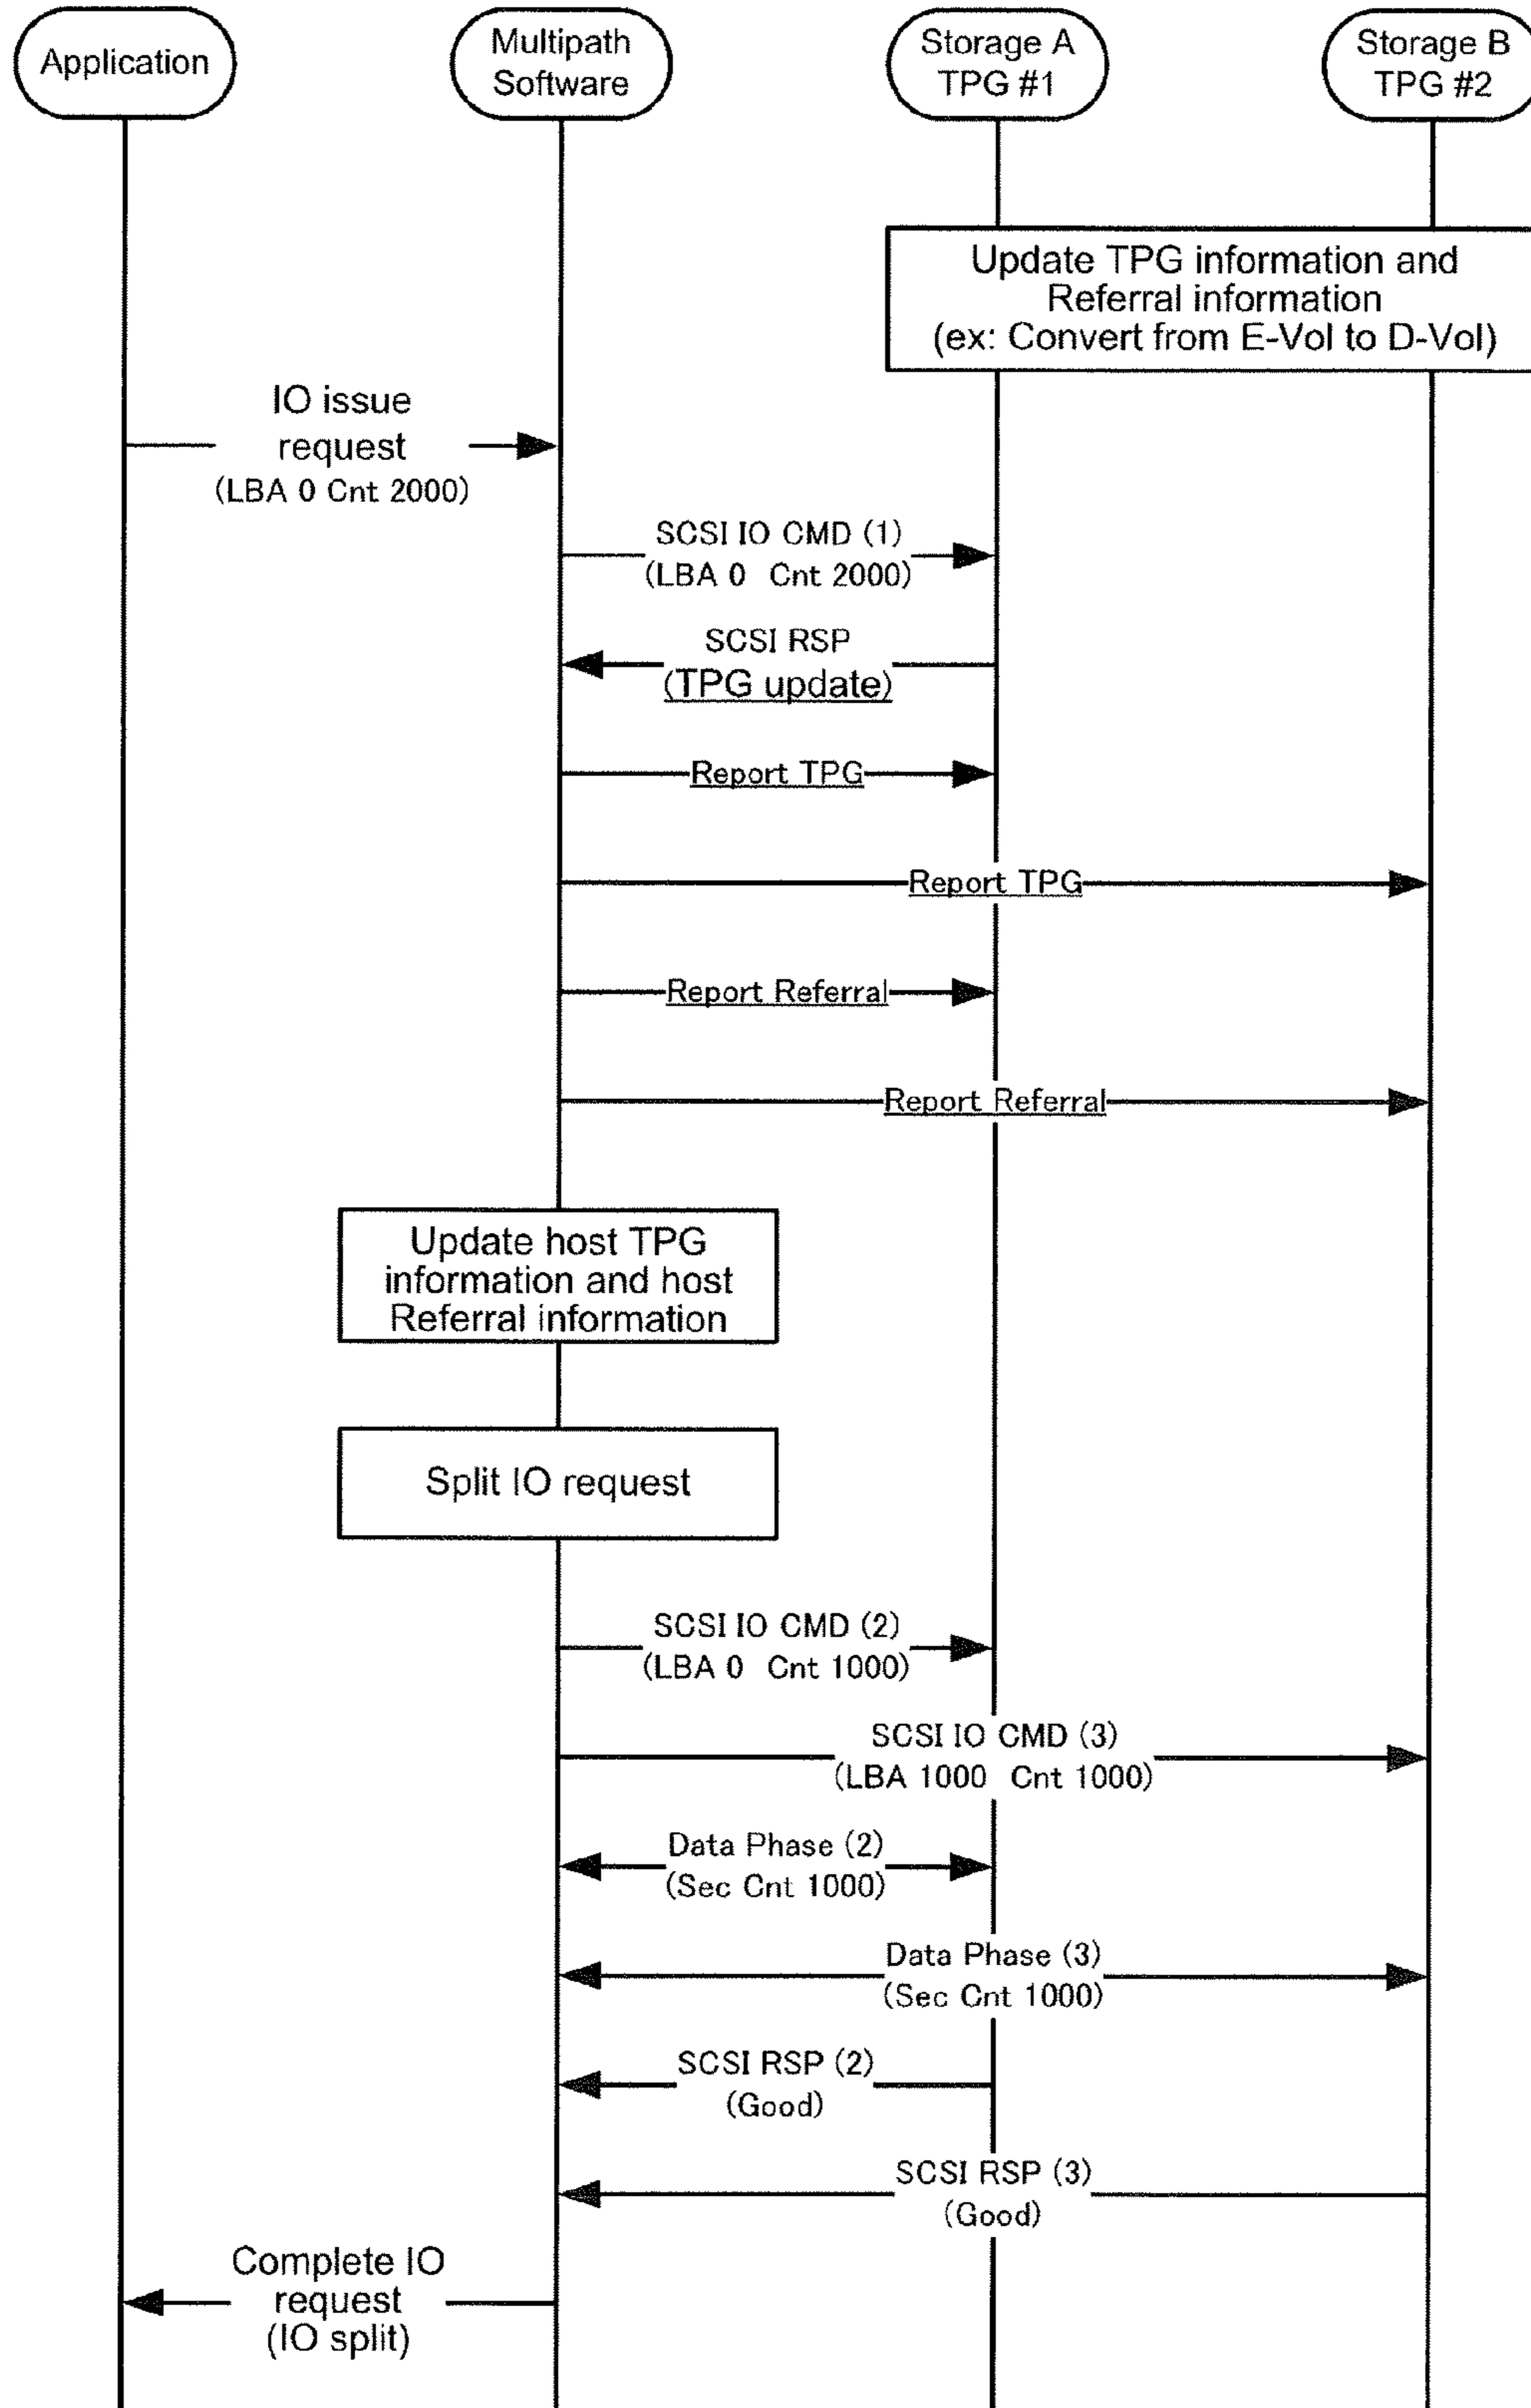 Application
Multipath
Software
Storage A
TPG #1
Storage B
TPG #2
Update TPG information and
Referral information
(ex: Convert from E-Vol to D-Vol)
IO issue
request
(LBA 0 Cnt 2000)
SCSI IO CMD (1)
(LBA 0 Cnt 2000)
SCSI RSP
(TPG update)
Report TPG
Report TPG
Report Referral
Report Referral
Update host TPG
information and host
Referral information
Split IO request
SCSI IO CMD (2)
(LBA 0 Cnt 1000)
SCSI IO CMD (3)
(LBA 1000 Cnt 1000)
Data Phase (2)
(Sec Cnt 1000)
Data Phase (3)
(Sec Cnt 1000)
SCSI RSP (2)
(Good)
SCSI RSP (3)
(Good)
Complete IO
request
(IO split)